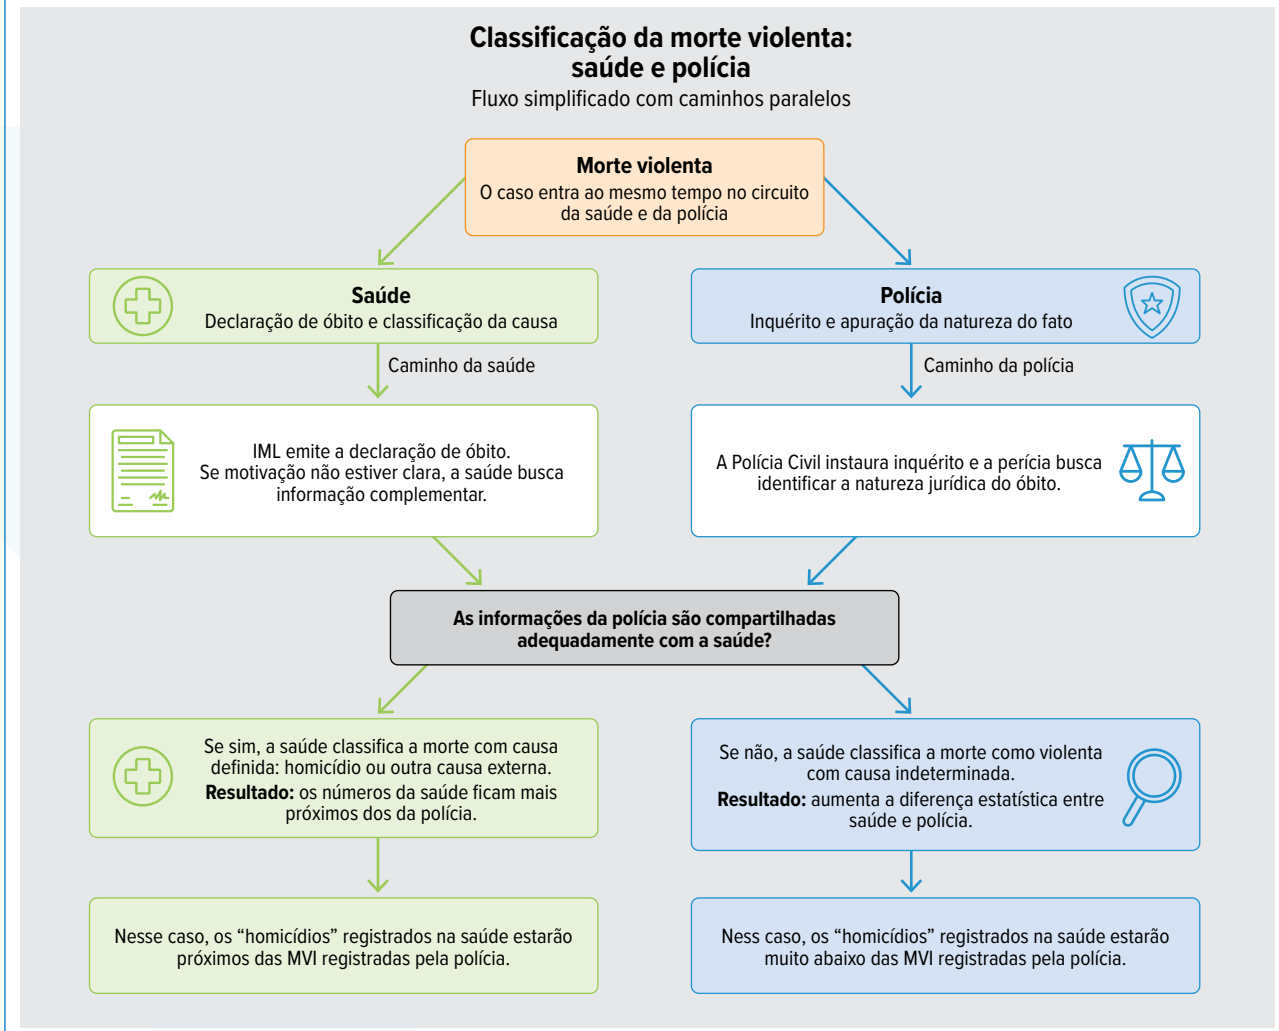 Classificação da morte violenta:
saúde e polícia
Fluxo simplificado com caminhos paralelos
Morte violenta
O caso entra ao mesmo tempo no circuito
da saúde e da polícia
Saúde
Declaração de óbito e classificação da causa
Polícia
Inquérito e apuração da natureza do fato
Caminho da saúde
Caminho da polícia
IML emite a declaração de óbito.
Se motivação não estiver clara, a saúde busca
informação complementar.
A Polícia Civil instaura inquérito e a perícia busca
identificar a natureza jurídica do óbito.
As informações da polícia são compartilhadas
adequadamente com a saúde?
Se sim, a saúde classifica a morte com causa
definida: homicídio ou outra causa externa.
Resultado: os números da saúde ficam mais
próximos dos da polícia.
Se não, a saúde classifica a morte como violenta
com causa indeterminada.
Resultado: aumenta a diferença estatística entre
saúde e polícia.
Nesse caso, os “homicídios” registrados na saúde estarão
próximos das MVI registradas pela polícia.
Ness caso, os “homicídios” registrados na saúde estarão
muito abaixo das MVI registradas pela polícia.